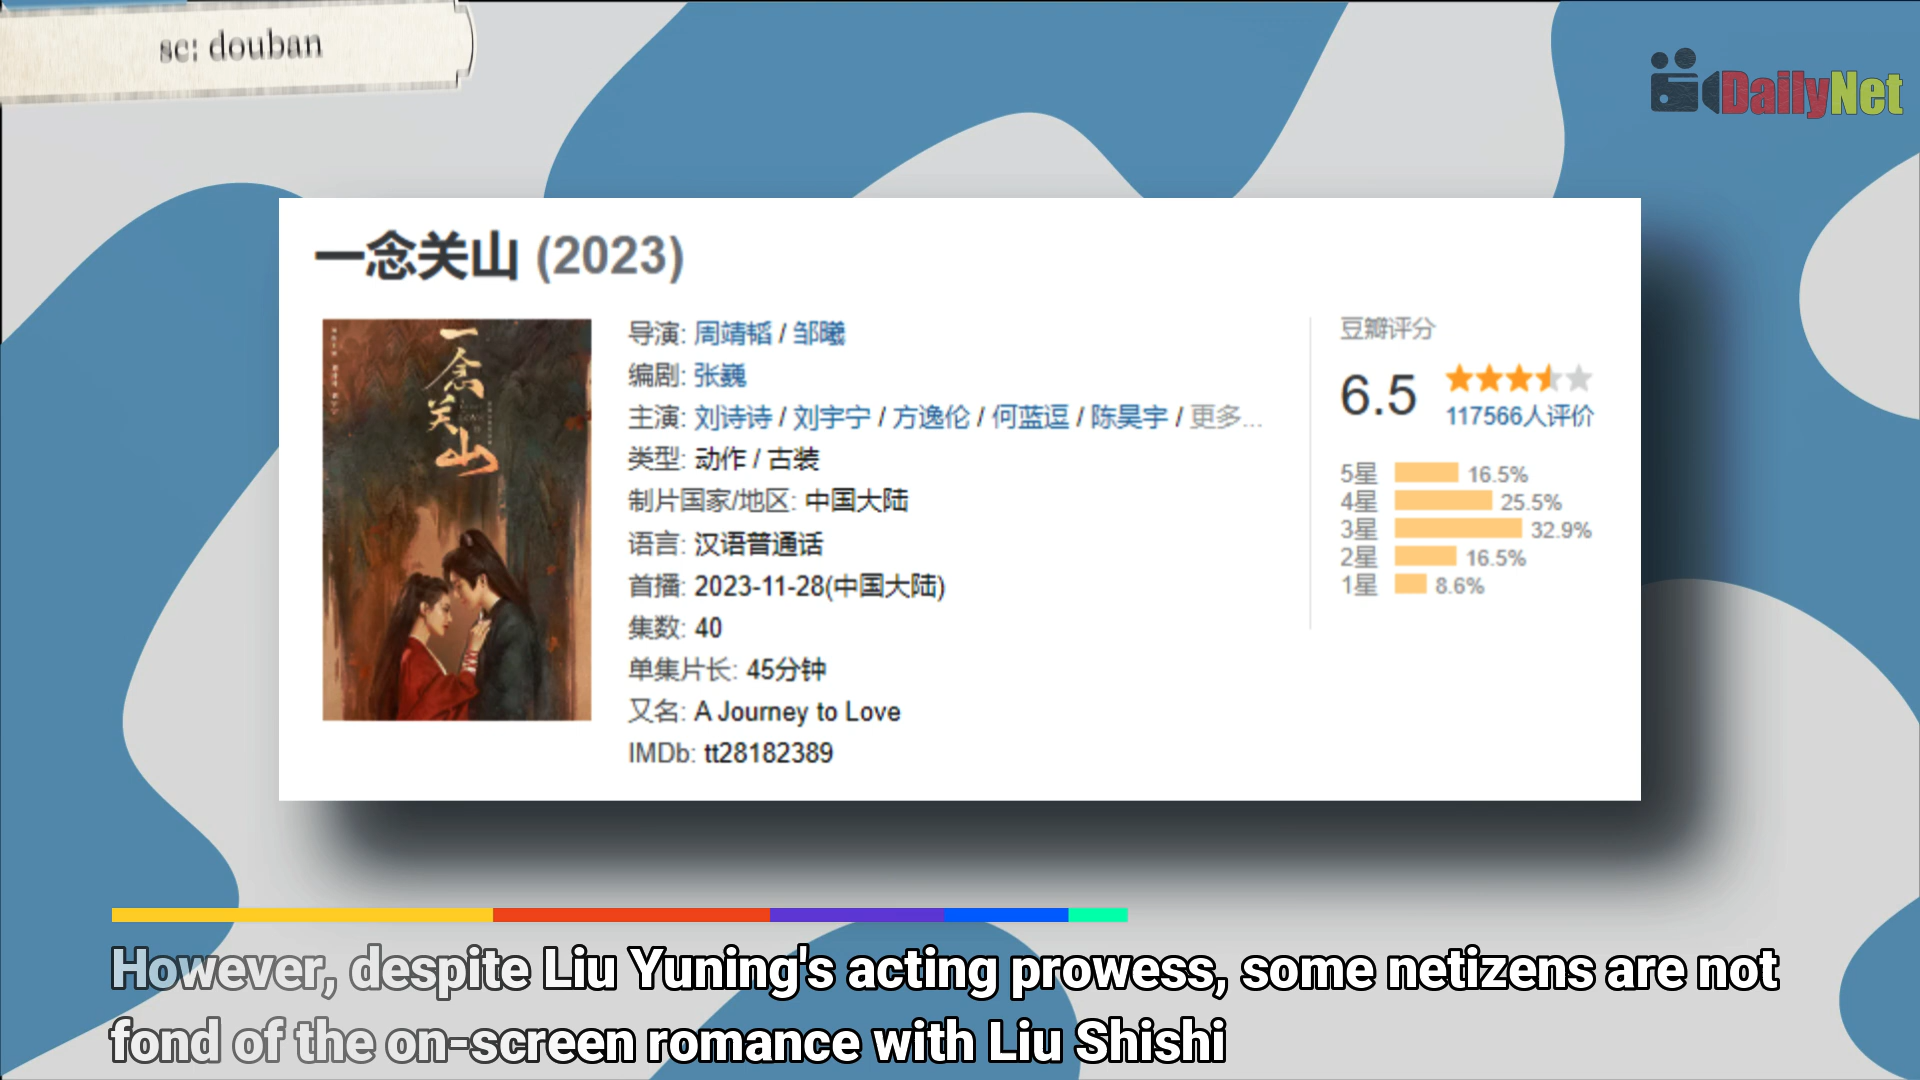 sc: douban
DailyNet
一念关山 (2023)
一念关山
导演: 周靖韬 / 邹曦
编剧: 张巍
主演: 刘诗诗 / 刘宇宁 / 方逸伦 / 何蓝逗 / 陈昊宇 / 更多...
类型: 动作 / 古装
制片国家/地区: 中国大陆
语言: 汉语普通话
首播: 2023-11-28(中国大陆)
集数: 40
单集片长: 45分钟
又名: A Journey to Love
IMDb: tt28182389
豆瓣评分
6.5
117566人评价
5星 16.5%
4星 25.5%
3星 32.9%
2星 16.5%
1星 8.6%
However, despite Liu Yuning's acting prowess, some netizens are not
fond of the on-screen romance with Liu Shishi